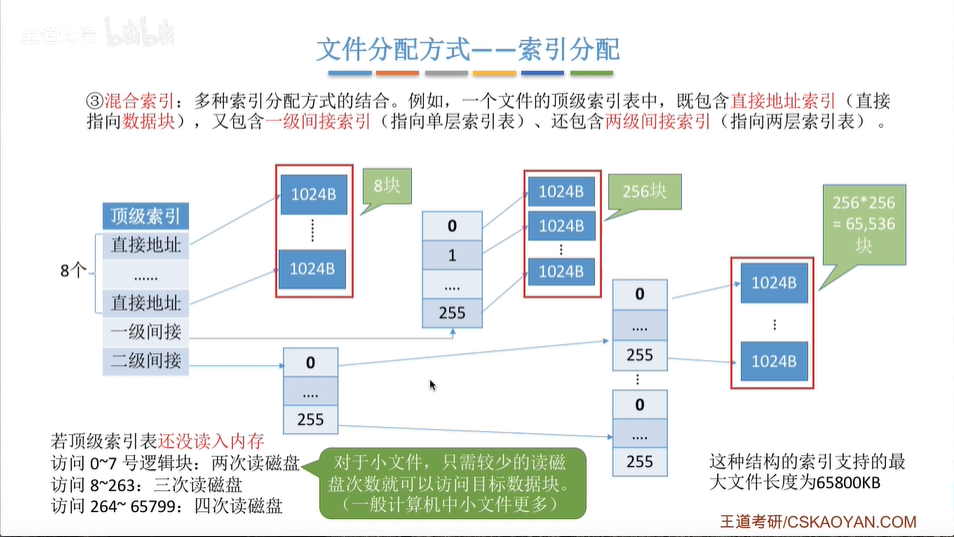 bilibili
文件分配方式——索引分配
③混合索引：多种索引分配方式的结合。例如，一个文件的顶级索引表中，既包含直接地址索引（直接
指向数据块），又包含一级间接索引（指向单层索引表）、还包含两级间接索引（指向两层索引表） 。
顶级索引
直接地址
......
直接地址
一级间接
二级间接
8个
1024B
1024B
8块
0
1
....
255
1024B
1024B
1024B
256块
0
....
255
0
....
255
0
....
255
1024B
1024B
256*256
= 65,536
块
若顶级索引表还没读入内存
访问 0~7 号逻辑块：两次读磁盘
访问 8~263：三次读磁盘
访问 264~ 65799：四次读磁盘
对于小文件，只需较少的读磁
盘次数就可以访问目标数据块。
（一般计算机中小文件更多）
这种结构的索引支持的最
大文件长度为65800KB
王道考研/CSKAOYAN.COM